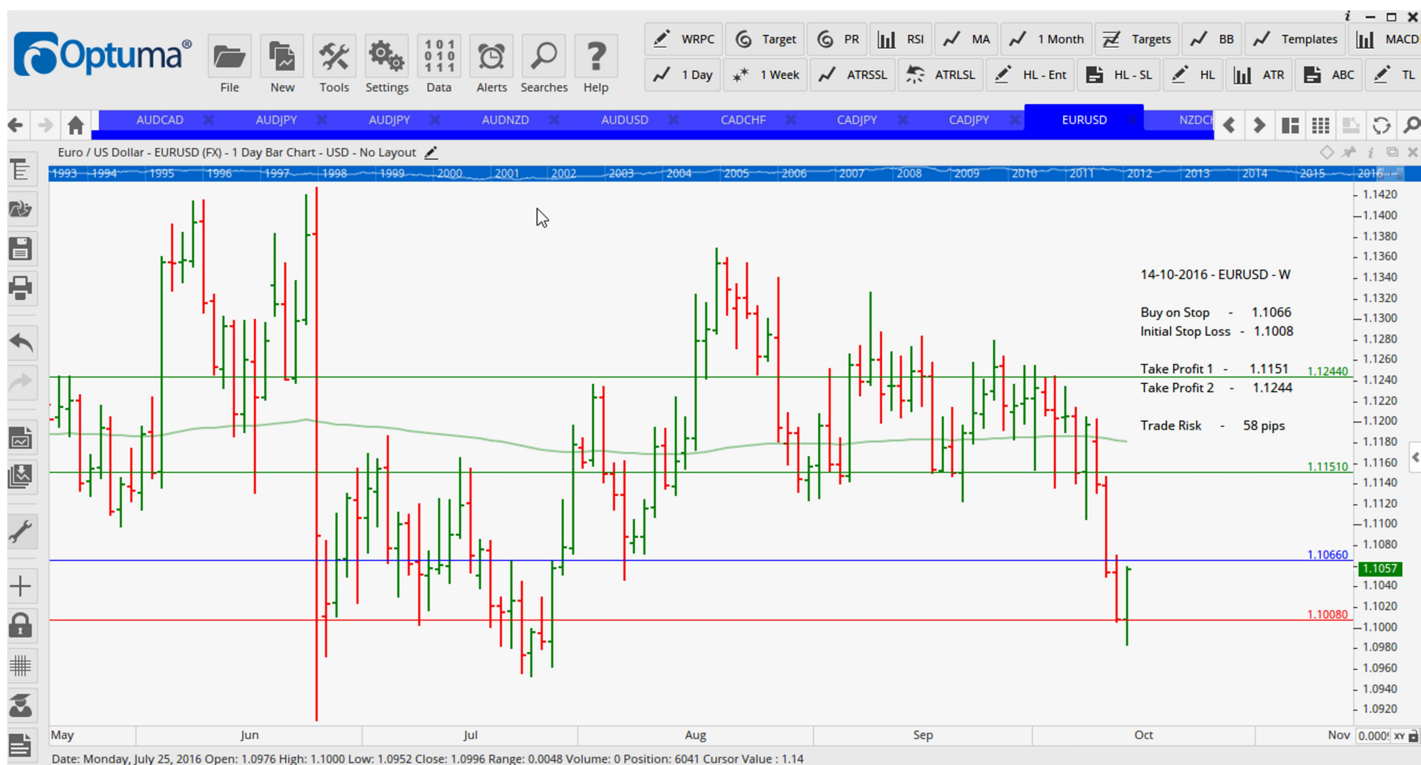 i
Optuma®
File
New
Tools
Settings
Data
Alerts
Searches
Help
WRPC
Target
PR
RSI
MA
1 Month
Targets
BB
Templates
MACD
1 Day
1 Week
ATRSSL
ATRLSL
HL - Ent
HL - SL
HL
ATR
ABC
TL
AUDCAD
AUDJPY
AUDJPY
AUDNZD
AUDUSD
CADCHF
CADJPY
CADJPY
EURUSD
NZDCH
Euro / US Dollar - EURUSD (FX) - 1 Day Bar Chart - USD - No Layout
1993 1994 1995 1996 1997 1998 1999 2000 2001 2002 2003 2004 2005 2006 2007 2008 2009 2010 2011 2012 2013 2014 2015 2016
1.1420
1.1400
1.1380
1.1360
1.1340
1.1320
1.1300
1.1280
1.1260
1.1240
1.1220
1.1200
1.1180
1.1160
1.1140
1.1120
1.1100
1.1080
1.1057
1.1040
1.1020
1.1000
1.0980
1.0960
1.0940
1.0920
14-10-2016 - EURUSD - W
Buy on Stop - 1.1066
Initial Stop Loss - 1.1008
Take Profit 1 - 1.1151
Take Profit 2 - 1.1244
Trade Risk - 58 pips
1.12440
1.11510
1.10660
1.10080
May Jun Jul Aug Sep Oct Nov
XY
Date: Monday, July 25, 2016 Open: 1.0976 High: 1.1000 Low: 1.0952 Close: 1.0996 Range: 0.0048 Volume: 0 Position: 6041 Cursor Value : 1.14